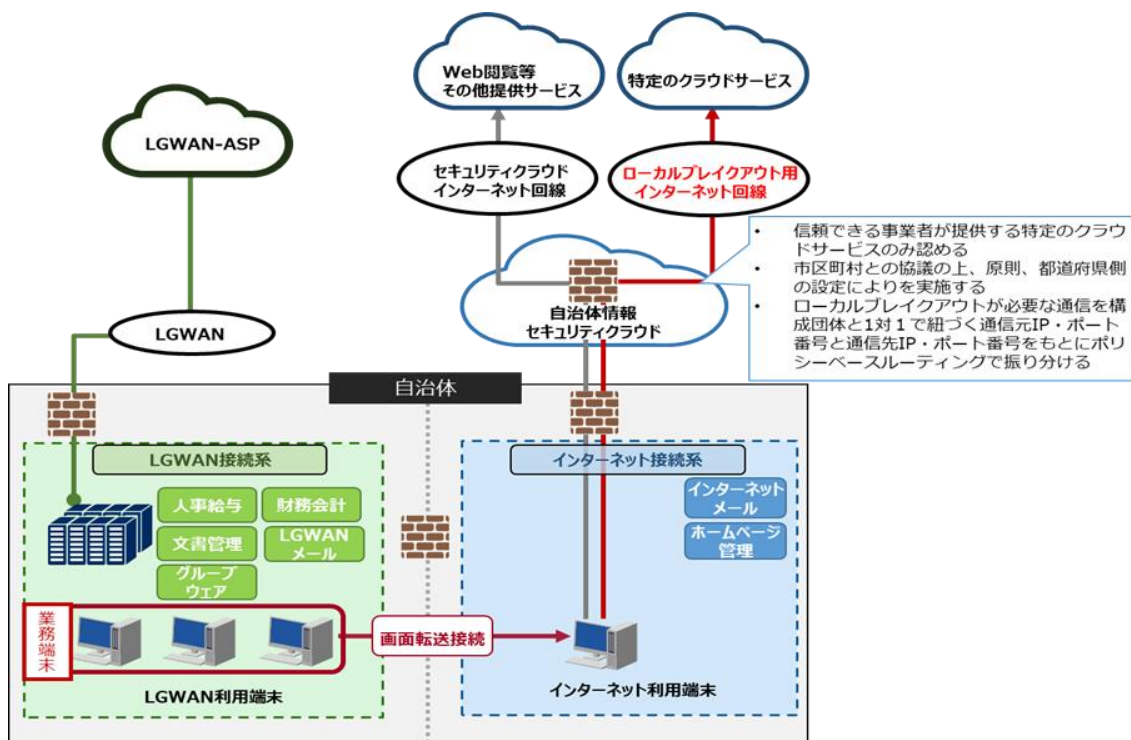 Web閲覧等
その他提供サービス
特定のクラウドサービス
LGWAN-ASP
セキュリティクラウド
インターネット回線
ローカルブレイクアウト用
インターネット回線
• 信頼できる事業者が提供する特定のクラウ
ドサービスのみ認める
• 市区町村との協議の上、原則、都道府県側
の設定によりを実施する
• ローカルブレイクアウトが必要な通信を構
成団体と1対１で紐づく通信元IP・ポート
番号と通信先IP・ポート番号をもとにポリ
シーベースルーティングで振り分ける
自治体情報
セキュリティクラウド
LGWAN
自治体
LGWAN接続系
インターネット接続系
人事給与
財務会計
文書管理
LGWAN
メール
グループ
ウェア
インターネット
メール
ホームページ
管理
業務端末
画面転送接続
LGWAN利用端末
インターネット利用端末